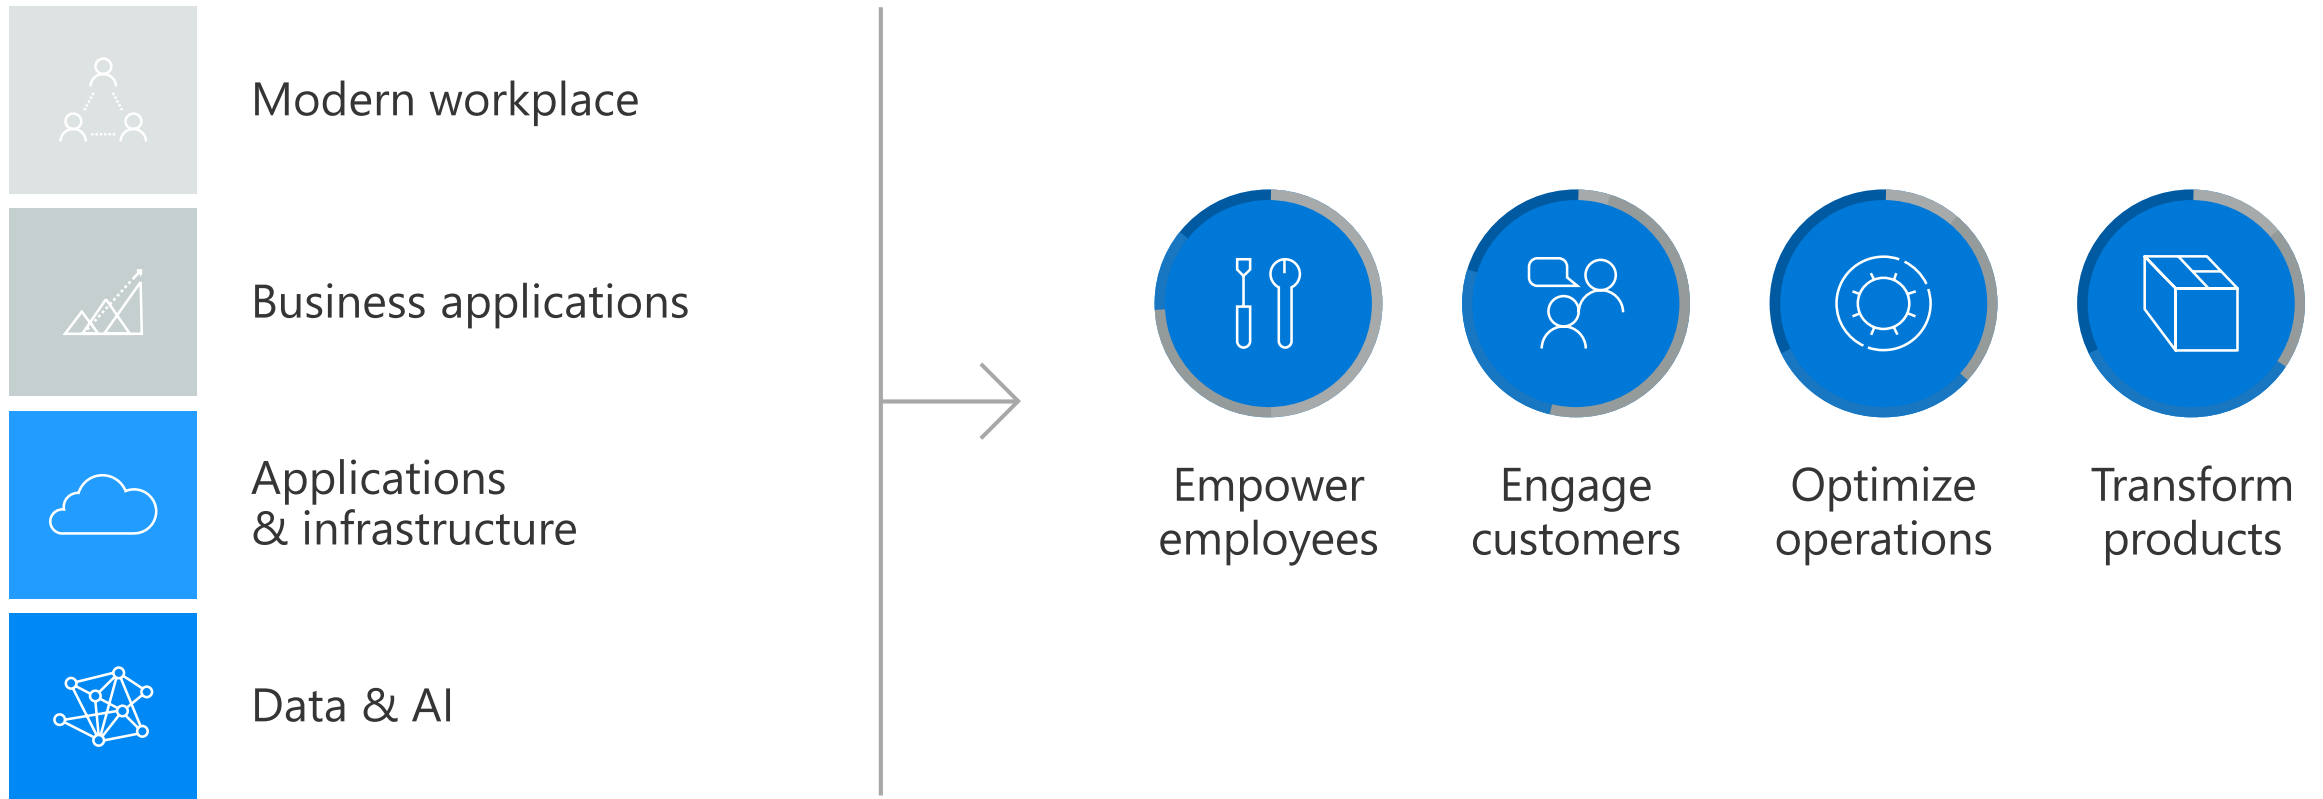 Modern workplace
Business applications
Applications
& infrastructure
Data & AI
Empower
employees
Engage
customers
Optimize
operations
Transform
products